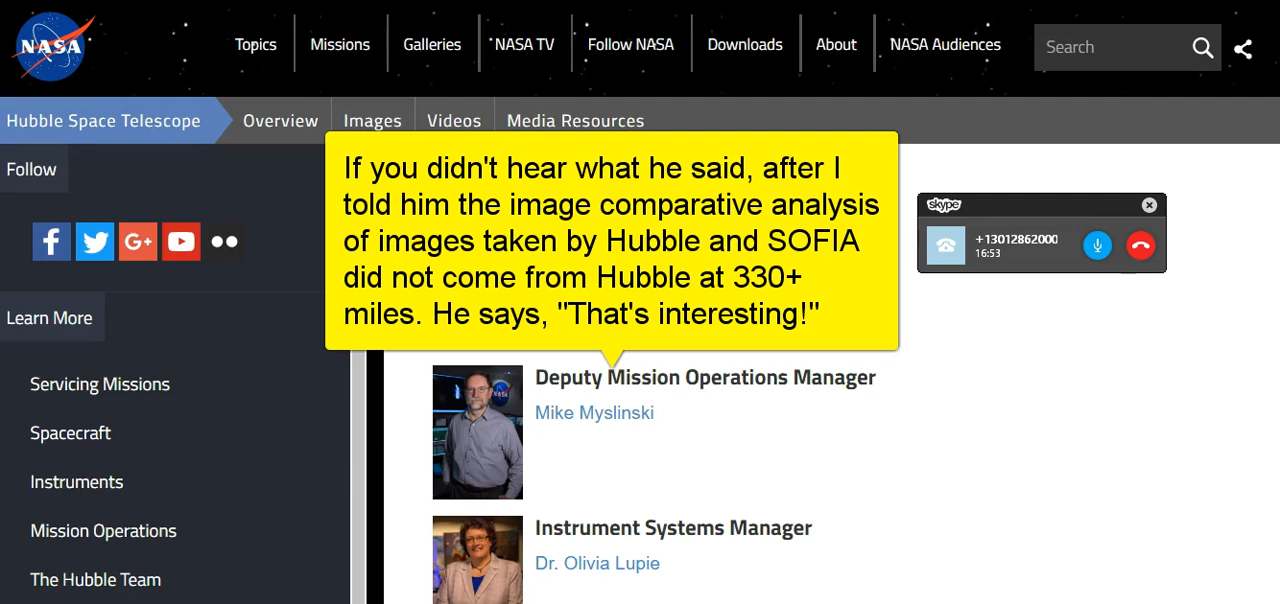 NASA
Topics
Missions
Galleries
NASA TV
Follow NASA
Downloads
About
NASA Audiences
Search
Hubble Space Telescope
Overview
Images
Videos
Media Resources
Follow
If you didn't hear what he said, after I
told him the image comparative analysis
of images taken by Hubble and SOFIA
did not come from Hubble at 330+
miles. He says, "That's interesting!"
skype
+13012862000
16:53
Learn More
Servicing Missions
Spacecraft
Instruments
Mission Operations
The Hubble Team
Deputy Mission Operations Manager
Mike Myslinski
NASA
Instrument Systems Manager
Dr. Olivia Lupie